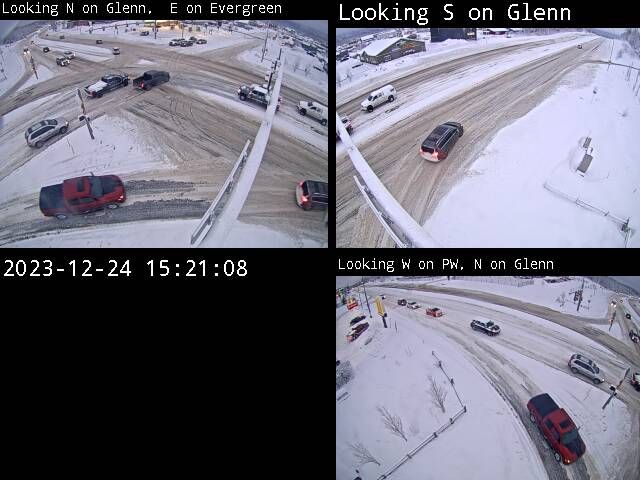 Looking N on Glenn, E on Evergreen
Looking S on Glenn
2023-12-24 15:21:08
Looking W on PW, N on Glenn